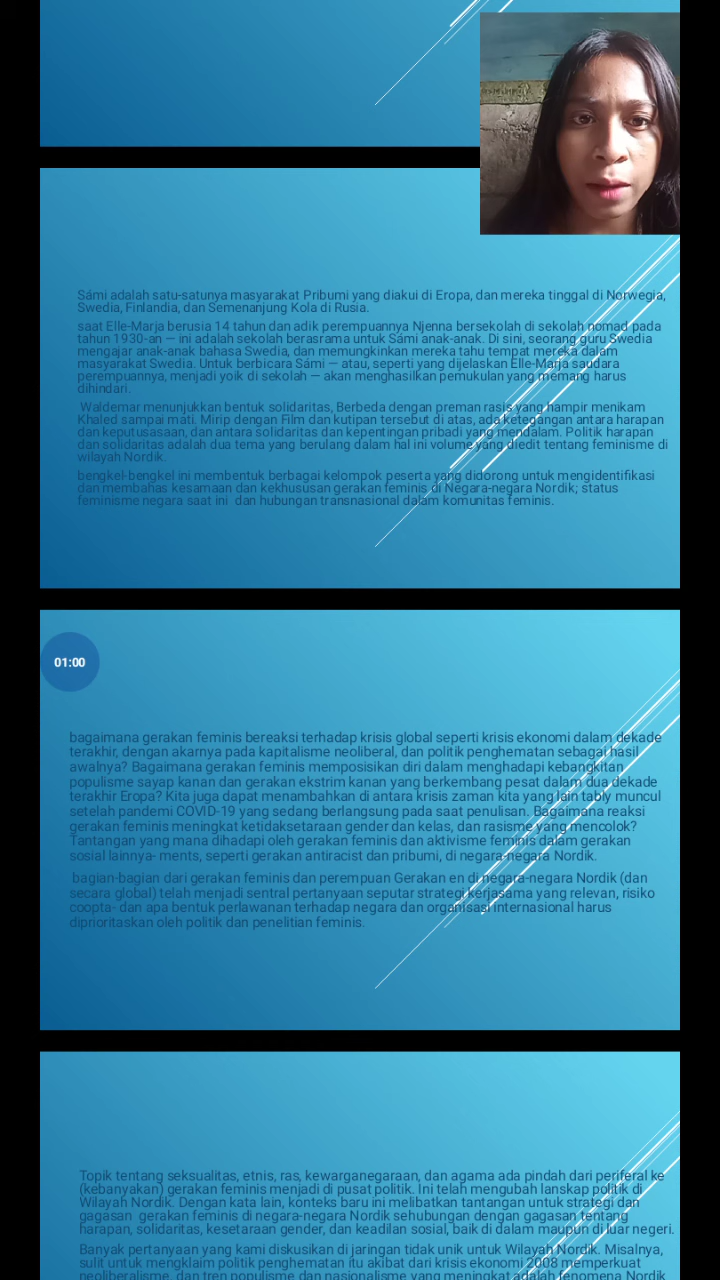 Sámi adalah satu-satunya masyarakat Pribumi yang diakui di Eropa, dan mereka tinggal di Norwegia,
Swedia, Finlandia, dan Semenanjung Kola di Rusia.
saat Elle-Marja berusia 14 tahun dan adik perempuannya Njenna bersekolah di sekolah nomad pada
tahun 1930-an — ini adalah sekolah berasrama untuk Sámi anak-anak. Di sini, seorang guru Swedia
mengajar anak-anak bahasa Swedia, dan memungkinkan mereka tahu tempat mereka dalam
masyarakat Swedia. Untuk berbicara Sámi — atau, seperti yang dijelaskan Elle-Marja saudara
perempuannya, menjadi yoik di sekolah — akan menghasilkan pemukulan yang memang harus
dihindari.
Waldemar menunjukkan bentuk solidaritas, Berbeda dengan preman rasis yang hampir menikam
Khaled sampai mati. Mirip dengan Film dan kutipan tersebut di atas, ada ketegangan antara harapan
dan keputusasaan, dan antara solidaritas dan kepentingan pribadi yang mendalam. Politik harapan
dan solidaritas adalah dua tema yang berulang dalam hal ini volume yang diedit tentang feminisme di
wilayah Nordik.
bengkel-bengkel ini membentuk berbagai kelompok peserta yang didorong untuk mengidentifikasi
dan membahas kesamaan dan kekhususan gerakan feminis di Negara-negara Nordik; status
feminisme negara saat ini dan hubungan transnasional dalam komunitas feminis.
01:00
bagaimana gerakan feminis bereaksi terhadap krisis global seperti krisis ekonomi dalam dekade
terakhir, dengan akarnya pada kapitalisme neoliberal, dan politik penghematan sebagai hasil
awalnya? Bagaimana gerakan feminis memposisikan diri dalam menghadapi kebangkitan
populisme sayap kanan dan gerakan ekstrim kanan yang berkembang pesat dalam dua dekade
terakhir Eropa? Kita juga dapat menambahkan di antara krisis zaman kita yang lain tably muncul
setelah pandemi COVID-19 yang sedang berlangsung pada saat penulisan. Bagaimana reaksi
gerakan feminis meningkat ketidaksetaraan gender dan kelas, dan rasisme yang mencolok?
Tantangan yang mana dihadapi oleh gerakan feminis dan aktivisme feminis dalam gerakan
sosial lainnya- ments, seperti gerakan antiracist dan pribumi, di negara-negara Nordik.
bagian-bagian dari gerakan feminis dan perempuan Gerakan en di negara-negara Nordik (dan
secara global) telah menjadi sentral pertanyaan seputar strategi kerjasama yang relevan, risiko
coopta- dan apa bentuk perlawanan terhadap negara dan organisasi internasional harus
diprioritaskan oleh politik dan penelitian feminis.
Topik tentang seksualitas, etnis, ras, kewarganegaraan, dan agama ada pindah dari periferal ke
(kebanyakan) gerakan feminis menjadi di pusat politik. Ini telah mengubah lanskap politik di
Wilayah Nordik. Dengan kata lain, konteks baru ini melibatkan tantangan untuk strategi dan
gagasan gerakan feminis di negara-negara Nordik sehubungan dengan gagasan tentang
harapan, solidaritas, kesetaraan gender, dan keadilan sosial, baik di dalam maupun di luar negeri.
Banyak pertanyaan yang kami diskusikan di jaringan tidak unik untuk Wilayah Nordik. Misalnya,
sulit untuk mengklaim politik penghematan itu akibat dari krisis ekonomi 2008 memperkuat
neoliberalisme, dan tren populisme dan nasionalisme yang meningkat adalah fenomena Nordik